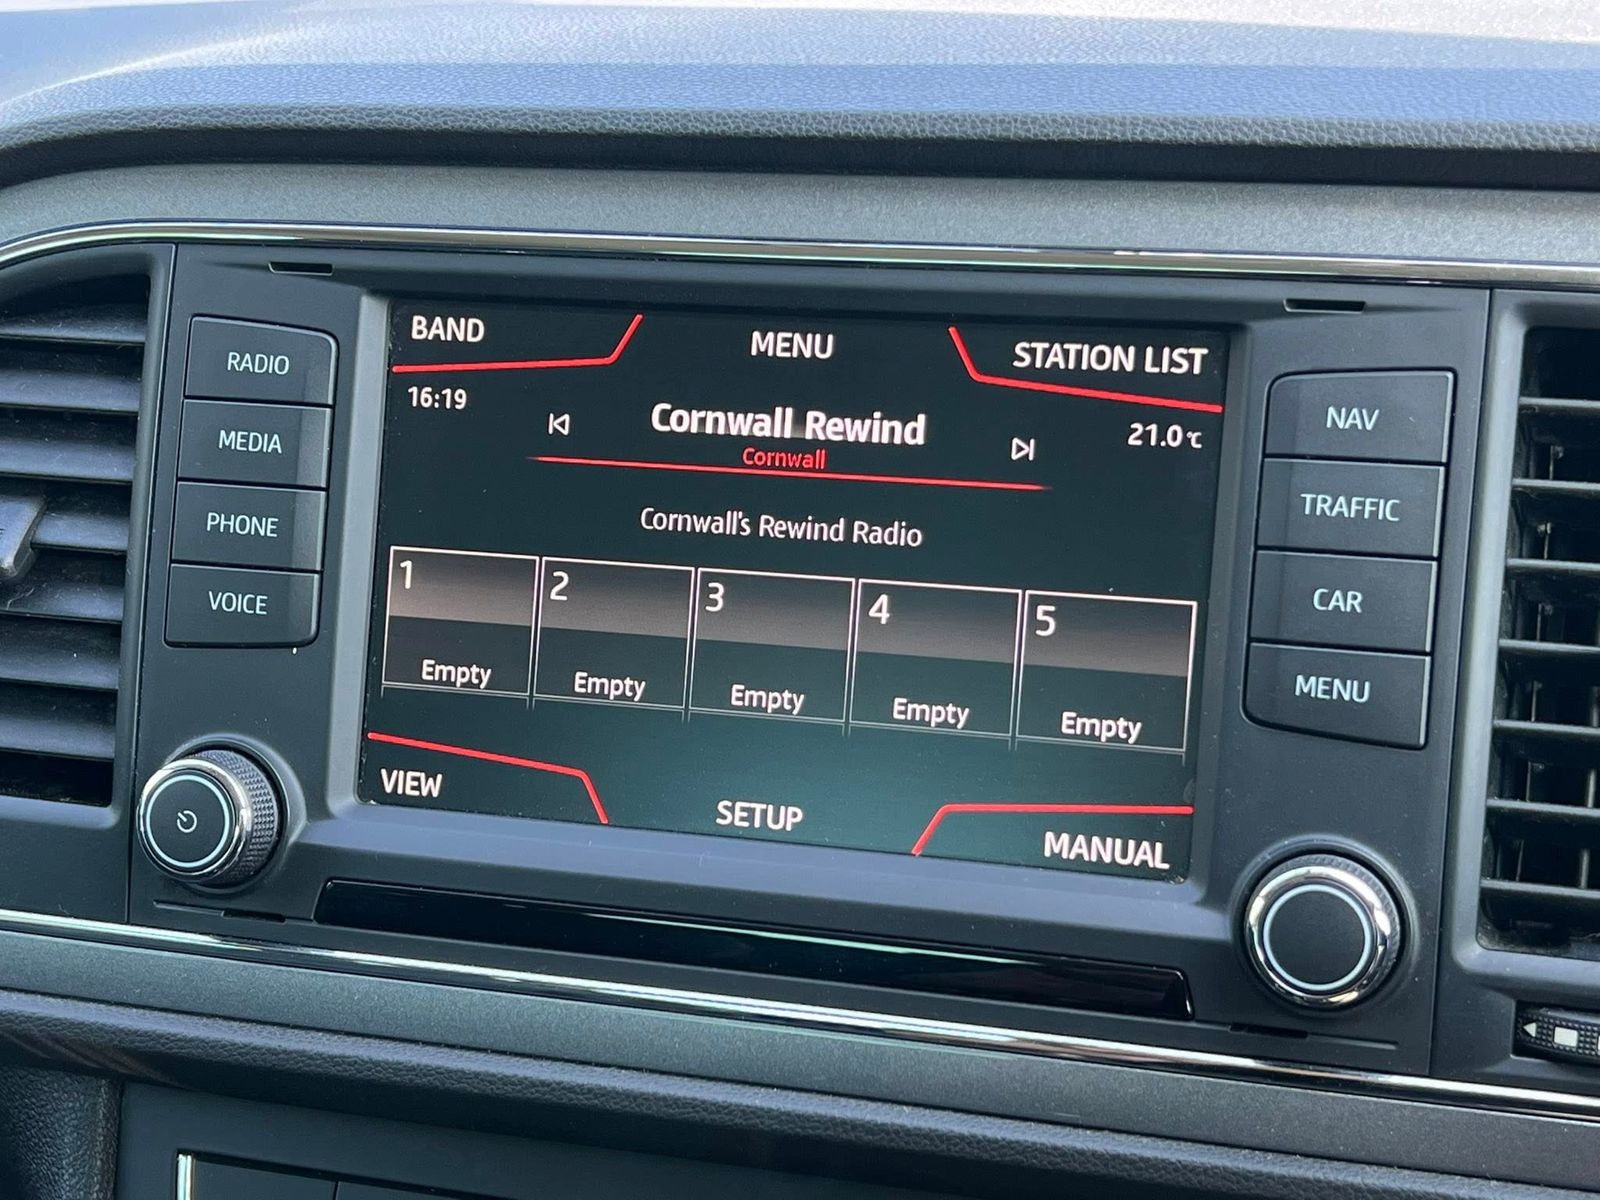 BAND
MENU
STATION LIST
16:19
Cornwall Rewind
21.0°C
Cornwall
Cornwall's Rewind Radio
1
2
3
4
5
Empty
Empty
Empty
Empty
Empty
VIEW
SETUP
MANUAL
RADIO
MEDIA
PHONE
VOICE
NAV
TRAFFIC
CAR
MENU